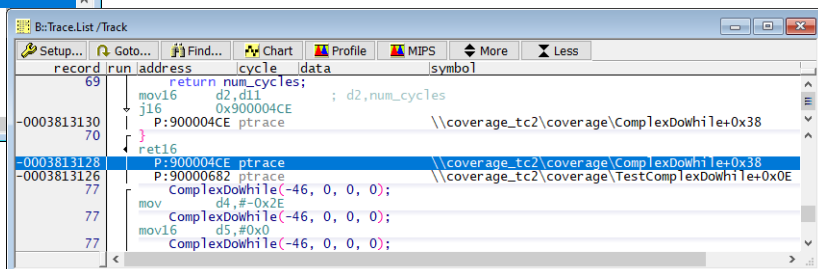 B::Trace.List /Track
Setup... Goto... Find... Chart Profile MIPS More Less
record run address cycle data symbol
69 return num_cycles;
mov16 d2,d11 ; d2,num_cycles
j16 0x900004CE
-0003813130 P:900004CE ptrace \\coverage_tc2\coverage\ComplexDoWhile+0x38
70 }
ret16
-0003813128 P:900004CE ptrace \\coverage_tc2\coverage\ComplexDoWhile+0x38
-0003813126 P:90000682 ptrace \\coverage_tc2\coverage\TestComplexDoWhile+0x0E
77 ComplexDoWhile(-46, 0, 0, 0);
mov d4,#-0x2E
77 ComplexDoWhile(-46, 0, 0, 0);
mov16 d5,#0x0
77 ComplexDoWhile(-46, 0, 0, 0);